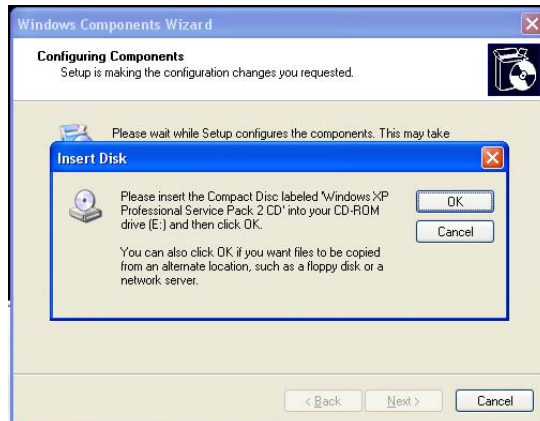 Windows Components Wizard
Configuring Components
Setup is making the configuration changes you requested.
Please wait while Setup configures the components. This may take
Insert Disk
Please insert the Compact Disc labeled 'Windows XP
Professional Service Pack 2 CD' into your CD-ROM
drive (E:) and then click OK.
You can also click OK if you want files to be copied
from an alternate location, such as a floppy disk or a
network server.
OK
Cancel
< Back
Next >
Cancel